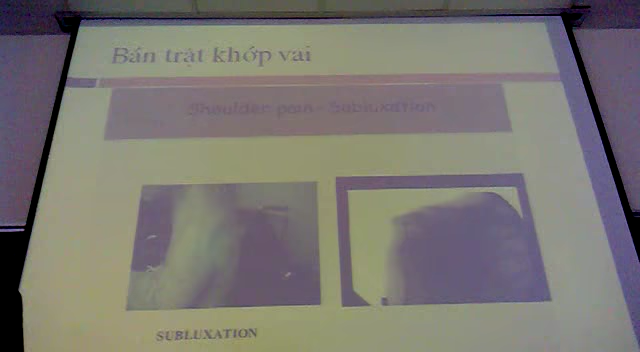 Bán trật khớp vai
Shoulder pain - Subluxation
SUBLUXATION